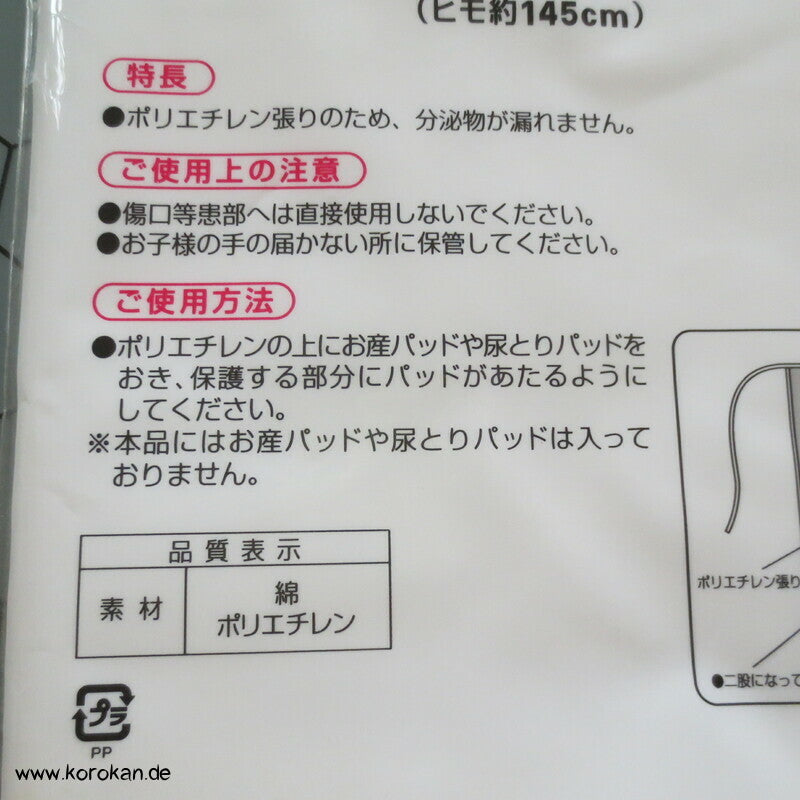 （ヒモ約145cm）
特長
●ポリエチレン張りのため、分泌物が漏れません。
ご使用上の注意
●傷口等患部へは直接使用しないでください。
●お子様の手の届かない所に保管してください。
ご使用方法
●ポリエチレンの上にお産パッドや尿とりパッドを
おき、保護する部分にパッドがあたるように
してください。
※本品にはお産パッドや尿とりパッドは入って
おりません。
品質表示
素材
綿
ポリエチレン
ポリエチレン張り
●二股になって
プラ
PP
www.korokan.de